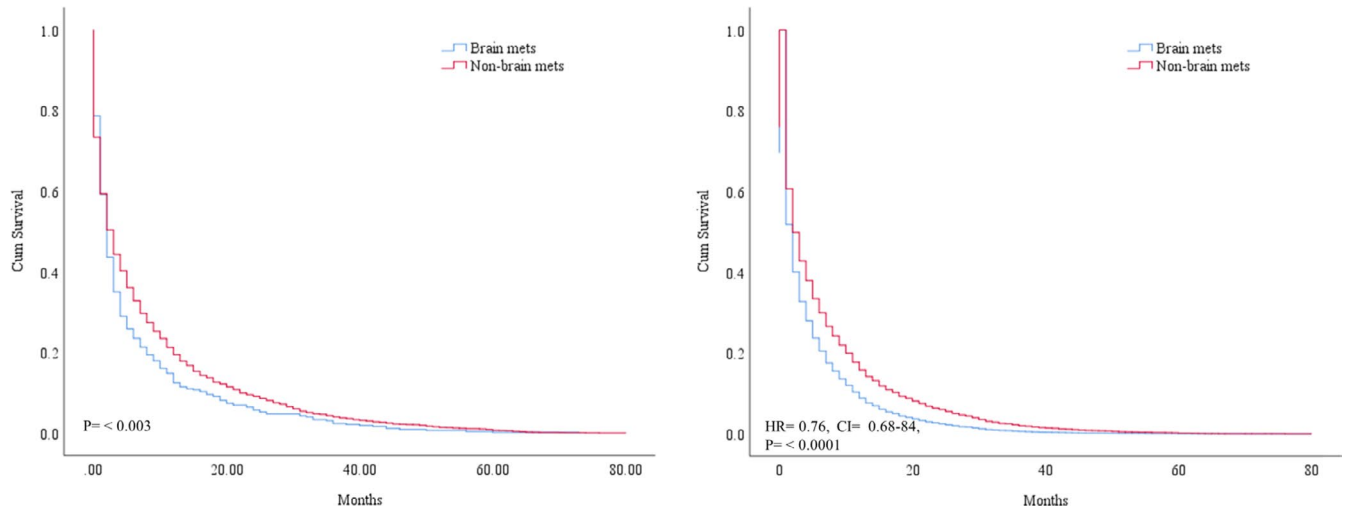 1.0
0.8
0.6
0.4
0.2
0.0
Cum Survival
Brain mets
Non-brain mets
P= < 0.003
.00 20.00 40.00 60.00 80.00
Months
1.0
0.8
0.6
0.4
0.2
0.0
Cum Survival
Brain mets
Non-brain mets
HR= 0.76, CI= 0.68-84,
P= < 0.0001
0 20 40 60 80
Months